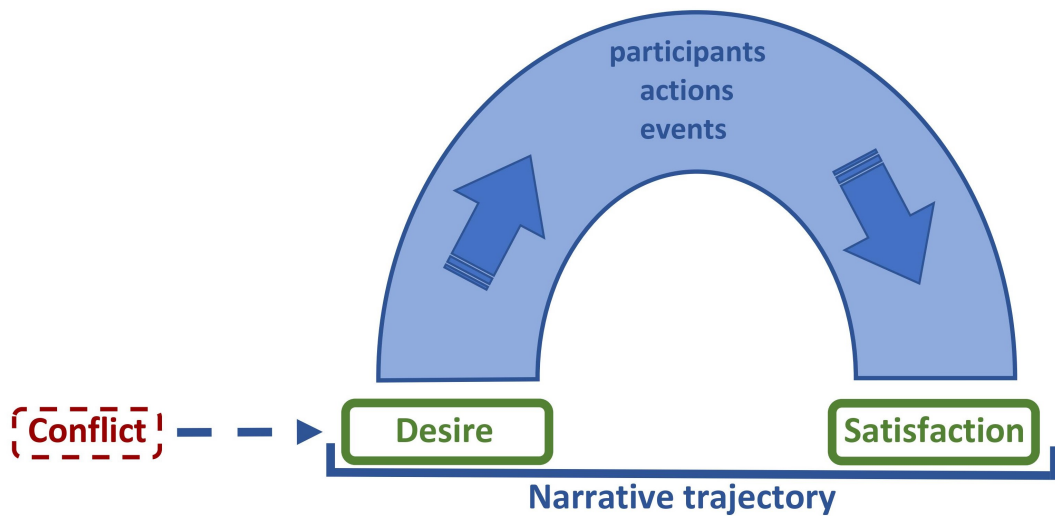 participants
actions
events
Conflict
Desire
Satisfaction
Narrative trajectory